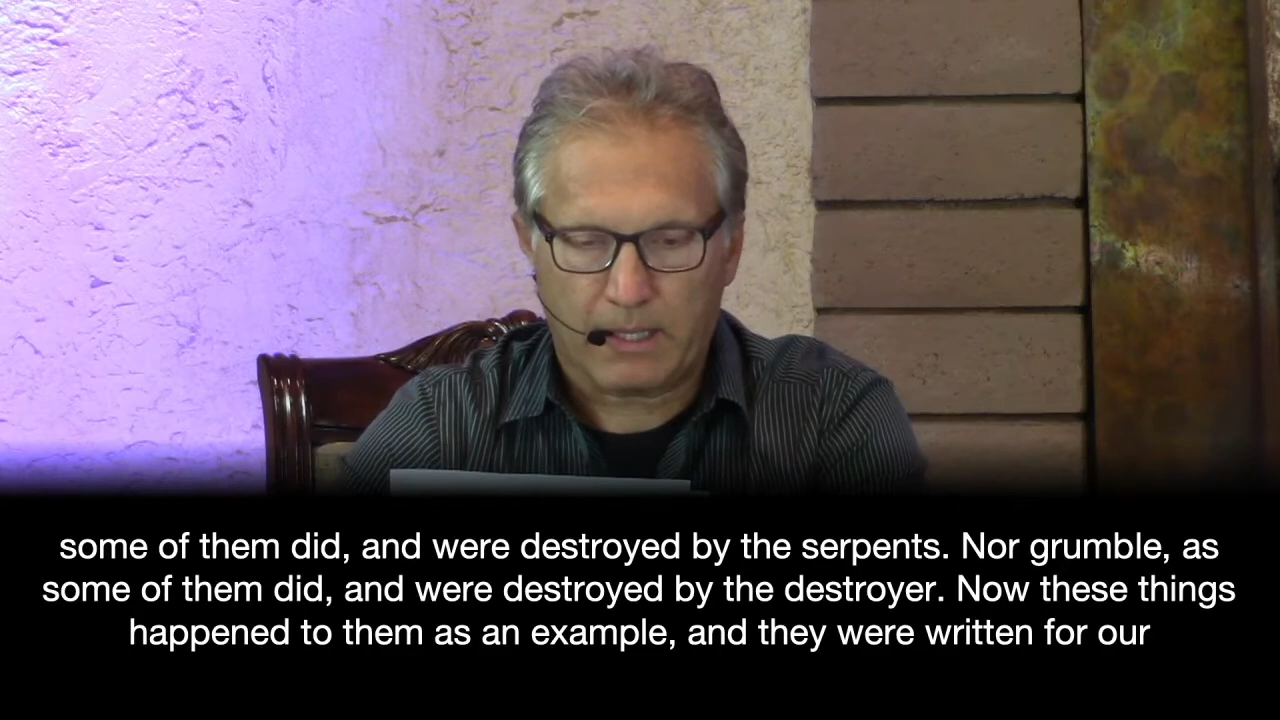 some of them did, and were destroyed by the serpents. Nor grumble, as
some of them did, and were destroyed by the destroyer. Now these things
happened to them as an example, and they were written for our